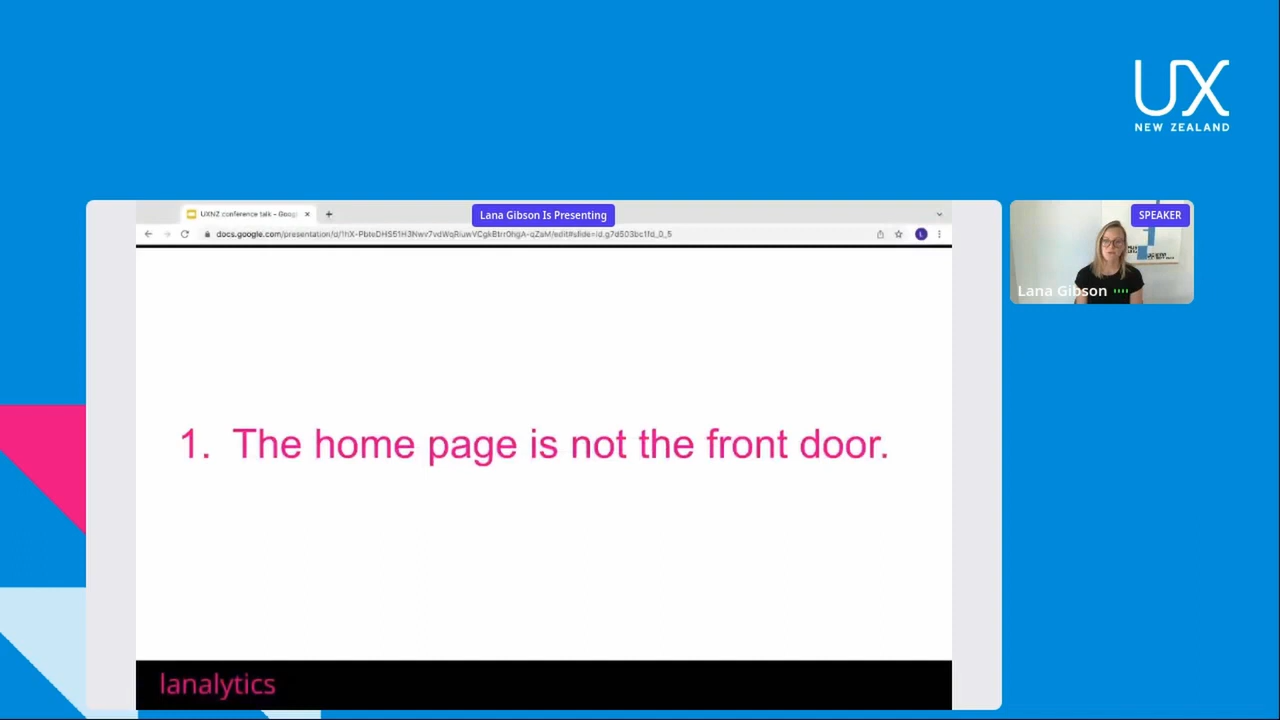 UX
NEW ZEALAND
UXNZ conference talk - Goog
Lana Gibson Is Presenting
SPEAKER
Lana Gibson
1. The home page is not the front door.
lanalytics